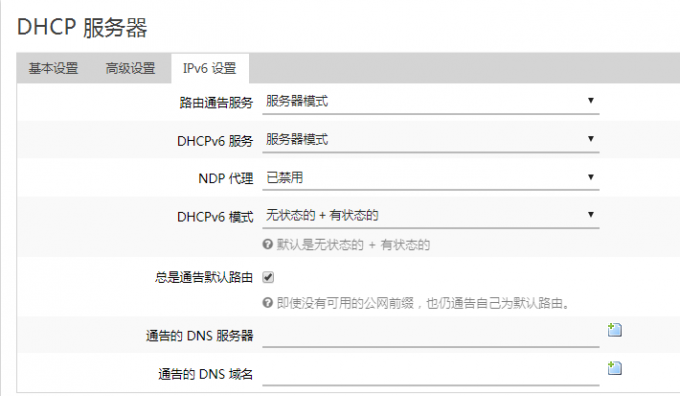 DHCP 服务器
基本设置 高级设置 IPv6 设置
路由通告服务 服务器模式
DHCPv6 服务 服务器模式
NDP 代理 已禁用
DHCPv6 模式 无状态的 + 有状态的
默认是无状态的 + 有状态的
总是通告默认路由
即使没有可用的公网前缀，也仍通告自己为默认路由。
通告的 DNS 服务器
通告的 DNS 域名